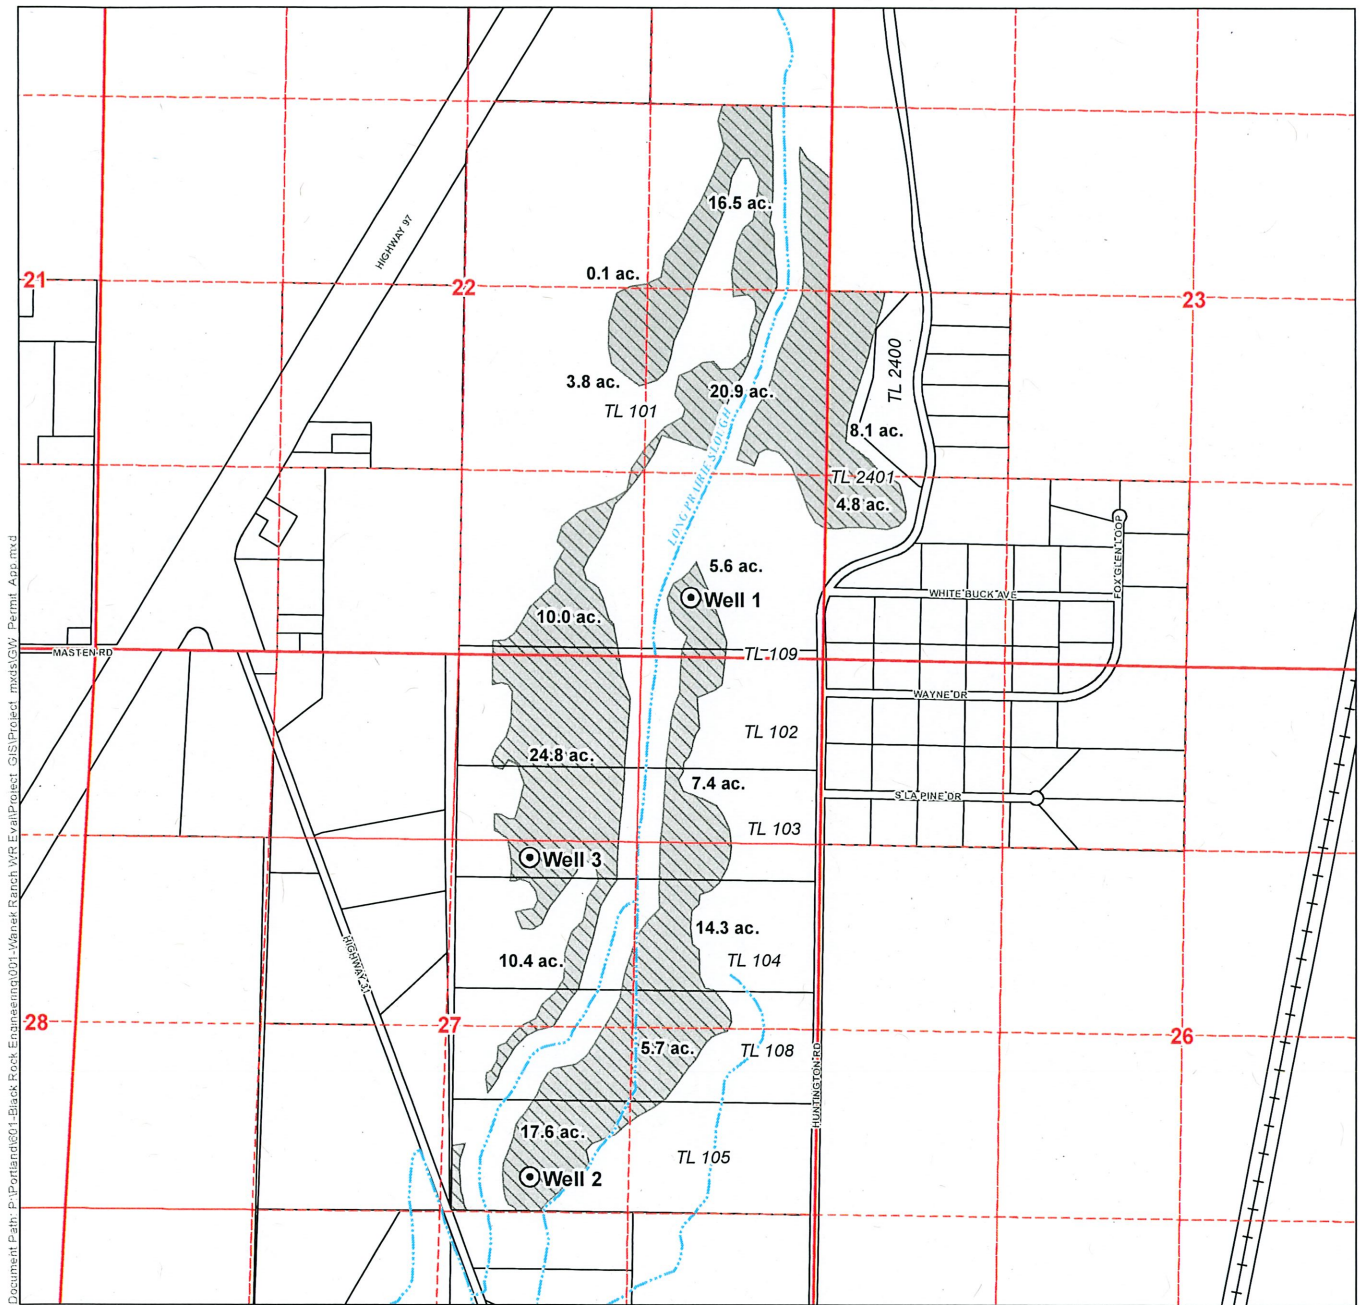 HIGHWAY 97
16.5 ac.
0.1 ac.
21
22
23
3.8 ac.
TL 101
20.9 ac.
TL 2400
8.1 ac.
LONG PRAIRIE SLOUGH
TL 2401
4.8 ac.
5.6 ac.
Well 1
10.0 ac.
WHITE BUCK AVE
FOX GLEN LOOP
MASTEN RD
TL 109
WAYNE DR
TL 102
24.8 ac.
7.4 ac.
S LA PINE DR
TL 103
Well 3
14.3 ac.
10.4 ac.
TL 104
HIGHWAY 31
28
27
26
5.7 ac.
TL 108
HUNTINGTON RD
17.6 ac.
TL 105
Well 2
Document Path: P:\Portland\601-Black Rock Engineering\001-Wanek Ranch WR Eval\Project_GIS\Project_mxds\GW_Permit_App.mxd